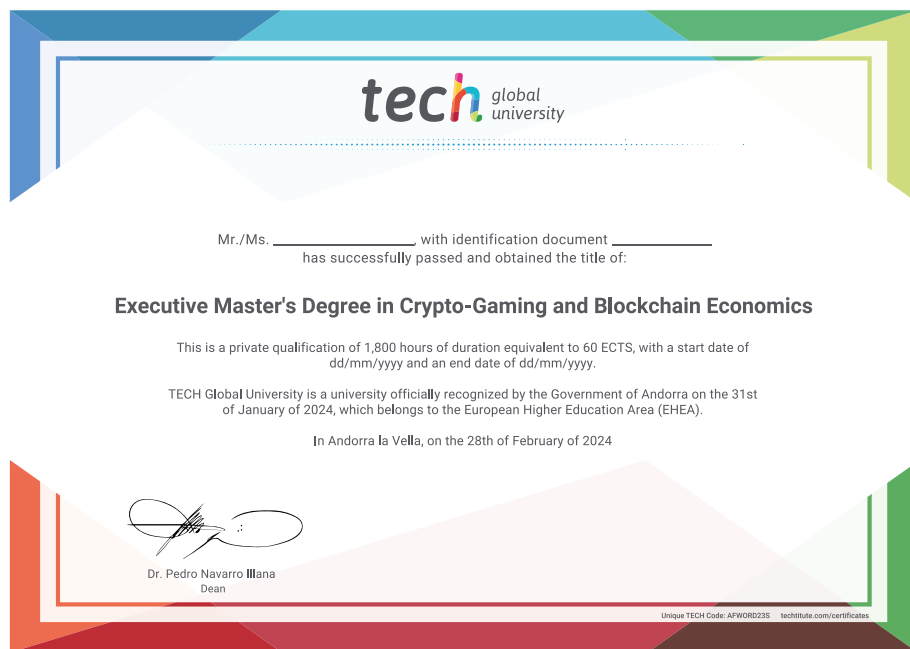 tech global
university
Mr./Ms. ________________, with identification document ____________
has successfully passed and obtained the title of:
Executive Master's Degree in Crypto-Gaming and Blockchain Economics
This is a private qualification of 1,800 hours of duration equivalent to 60 ECTS, with a start date of
dd/mm/yyyy and an end date of dd/mm/yyyy.
TECH Global University is a university officially recognized by the Government of Andorra on the 31st
of January of 2024, which belongs to the European Higher Education Area (EHEA).
In Andorra la Vella, on the 28th of February of 2024
Dr. Pedro Navarro Illana
Dean
Unique TECH Code: AFWORD23S techtitute.com/certificates